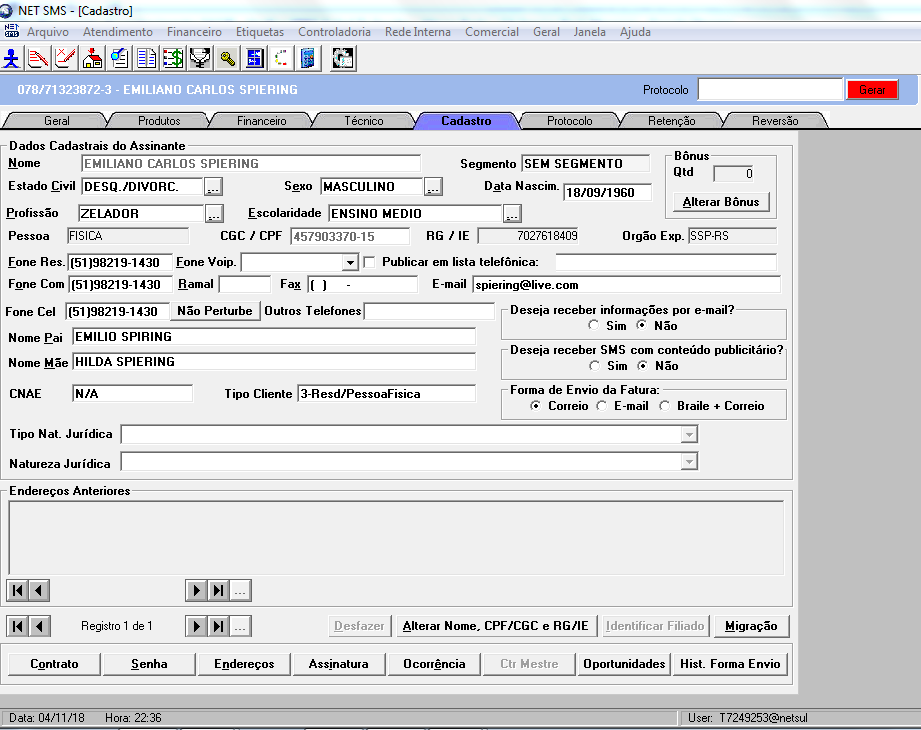 NET SMS - [Cadastro]
Arquivo Atendimento Financeiro Etiquetas Controladoria Rede Interna Comercial Geral Janela Ajuda
078/71323872-3 - EMILIANO CARLOS SPIERING Protocolo Gerar
Geral Produtos Financeiro Técnico Cadastro Protocolo Retenção Reversão
Dados Cadastrais do Assinante
Nome EMILIANO CARLOS SPIERING Segmento SEM SEGMENTO
Bônus
Qtd 0
Alterar Bônus
Estado Civil DESQ./DIVORC. ... Sexo MASCULINO ... Data Nascim. 18/09/1960
Profissão ZELADOR ... Escolaridade ENSINO MEDIO ...
Pessoa FISICA CGC / CPF 457903370-15 RG / IE 7027618409 Orgão Exp. SSP-RS
Fone Res. (51)98219-1430 Fone Voip. Publicar em lista telefônica:
Fone Com (51)98219-1430 Ramal Fax ( ) - E-mail spiering@live.com
Fone Cel (51)98219-1430 Não Perturbe Outros Telefones
Deseja receber informações por e-mail?
Sim Não
Nome Pai EMILIO SPIRING
Nome Mãe HILDA SPIERING
Deseja receber SMS com conteúdo publicitário?
Sim Não
CNAE N/A Tipo Cliente 3-Resd/PessoaFisica
Forma de Envio da Fatura:
Correio E-mail Braile + Correio
Tipo Nat. Jurídica
Natureza Jurídica
Endereços Anteriores
...
Registro 1 de 1 ... Desfazer Alterar Nome, CPF/CGC e RG/IE Identificar Filiado Migração
Contrato Senha Endereços Assinatura Ocorrência Ctr Mestre Oportunidades Hist. Forma Envio
Data: 04/11/18 Hora: 22:36 User: T7249253@netsul